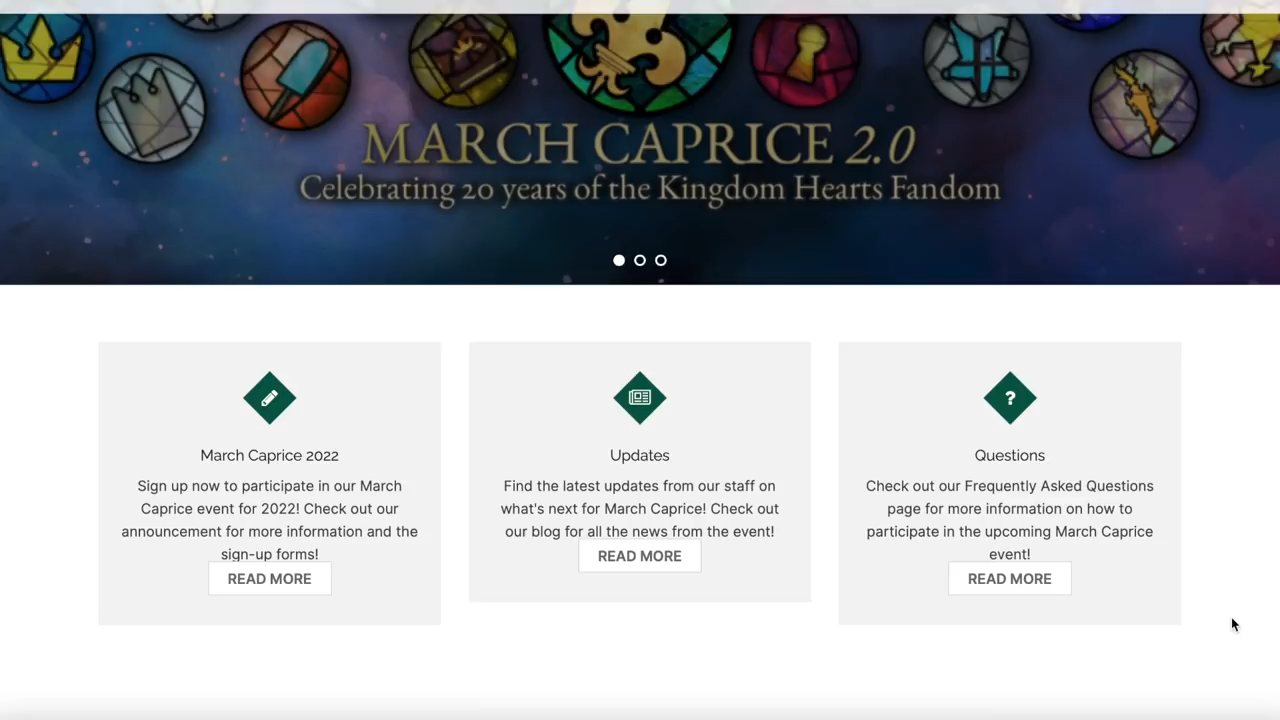 MARCH CAPRICE 2.0
Celebrating 20 years of the Kingdom Hearts Fandom
March Caprice 2022
Sign up now to participate in our March
Caprice event for 2022! Check out our
announcement for more information and the
sign-up forms!
READ MORE
Updates
Find the latest updates from our staff on
what's next for March Caprice! Check out
our blog for all the news from the event!
READ MORE
?
Questions
Check out our Frequently Asked Questions
page for more information on how to
participate in the upcoming March Caprice
event!
READ MORE